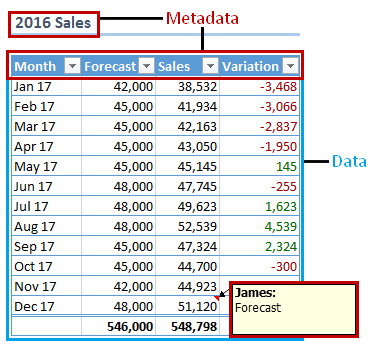 2016 Sales Metadata
Month Forecast Sales Variation
Jan 17 42,000 38,532 -3,468
Feb 17 45,000 41,934 -3,066
Mar 17 45,000 42,163 -2,837
Apr 17 45,000 43,050 -1,950
May 17 45,000 45,145 145
Data
Jun 17 48,000 47,745 -255
Jul 17 48,000 49,623 1,623
Aug 17 48,000 52,539 4,539
Sep 17 45,000 47,324 2,324
Oct 17 45,000 44,700 -300
Nov 17 42,000 44,923
Dec 17 48,000 51,120
James:
Forecast
546,000 548,798